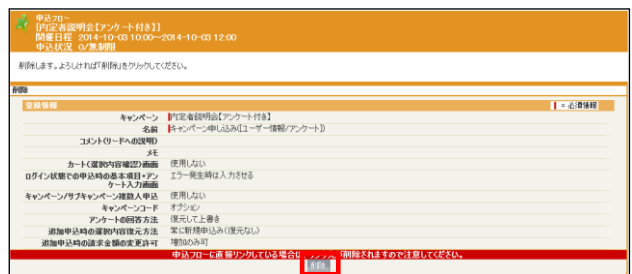 申込フロー
[内定者説明会【アンケート付き】]
開催日程 2014-10-03 10:00～2014-10-03 12:00
申込状況 0/無制限
削除します。よろしければ「削除」をクリックしてください。
削除
登録情報
= 必須情報
キャンペーン 内定者説明会【アンケート付き】
名前 キャンペーン申し込み([ユーザー情報/アンケート])
コメント(リードへの説明)
メモ
カート(選択内容確認)画面 使用しない
ログイン状態での申込時の基本項目・アンケート入力画面 エラー発生時は入力させる
キャンペーン/サブキャンペーン複数人申込 使用しない
キャンペーンコード オプション
アンケートの回答方法 復元して上書き
追加申込時の選択内容復元方法 常に新規申込み(復元なし)
追加申込時の請求金額の変更許可 増加のみ可
申込フローに直接リンクしている場合は、削除されますので注意してください。
削除